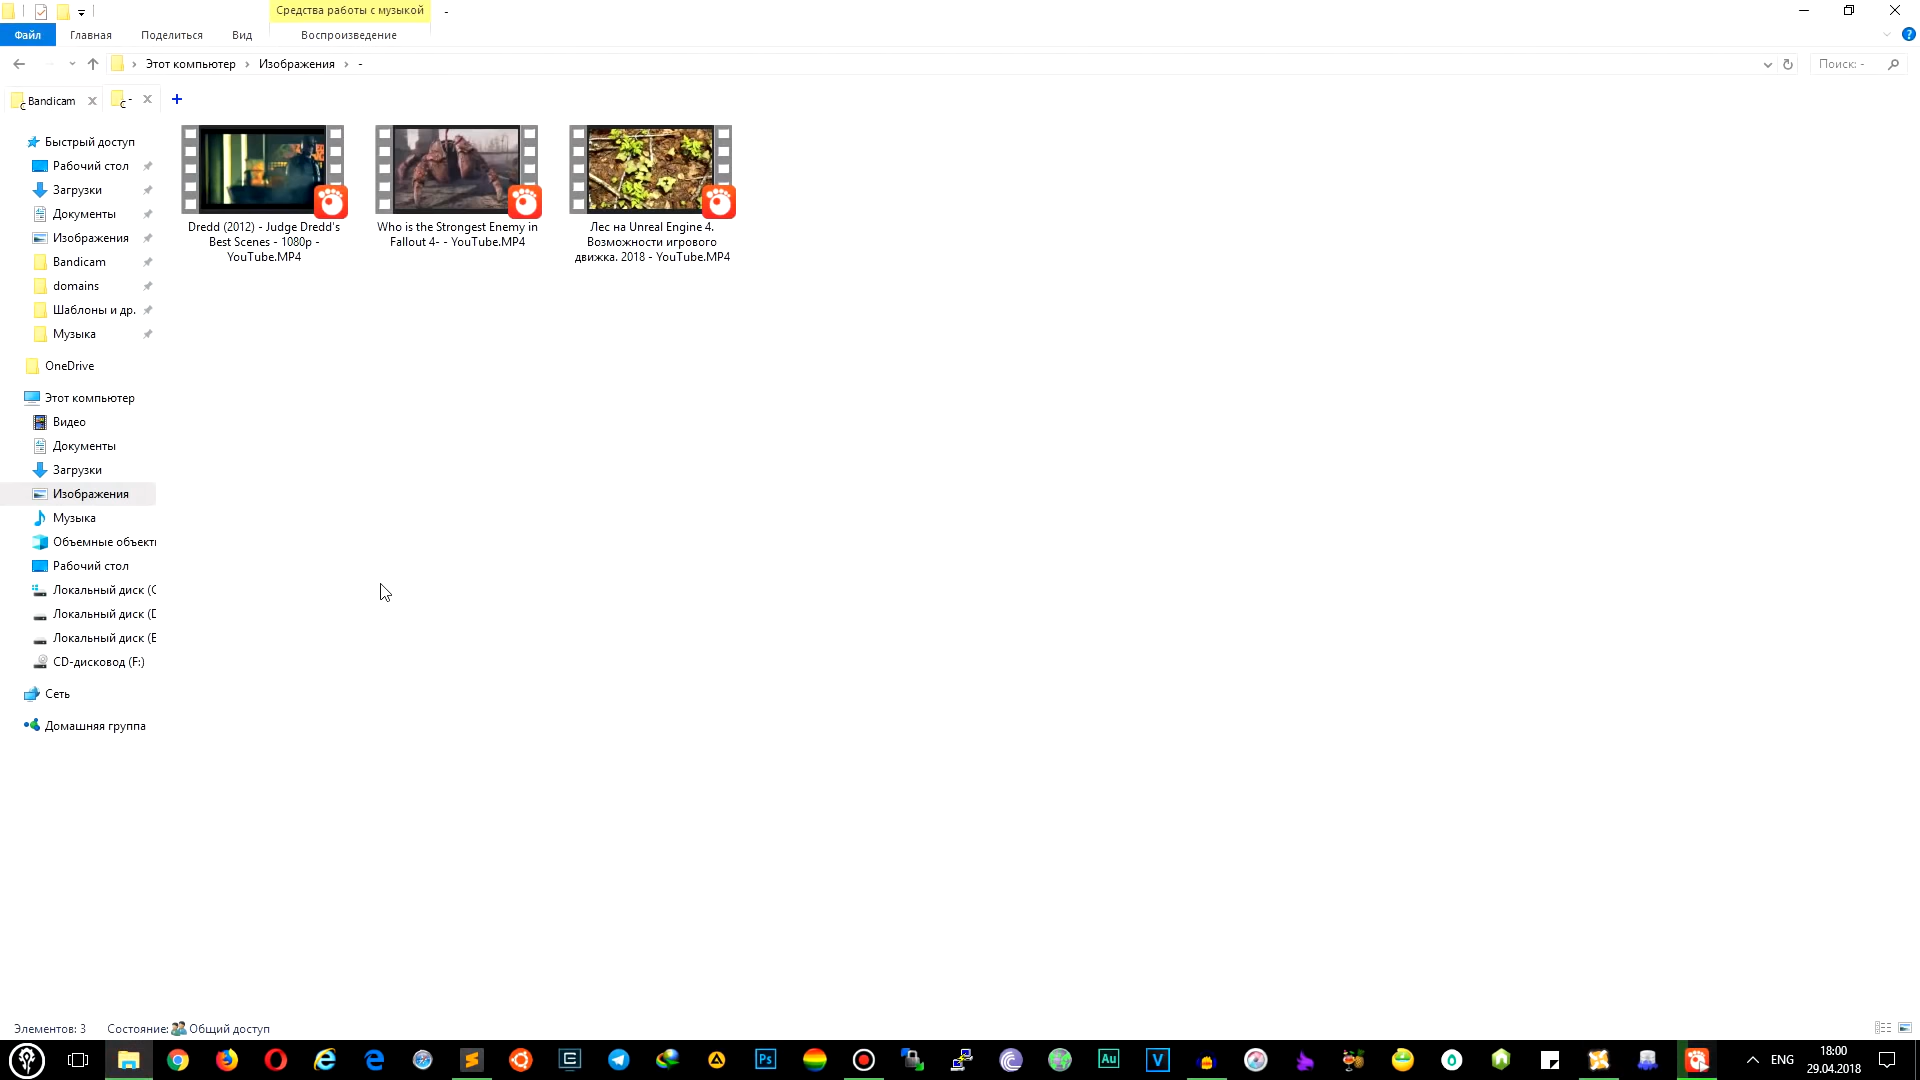 Средства работы с музыкой
-
Файл
Главная
Поделиться
Вид
Воспроизведение
Этот компьютер
Изображения
-
Поиск: -
Bandicam
-
Быстрый доступ
Рабочий стол
Загрузки
Документы
Изображения
Bandicam
domains
Шаблоны и др.
Музыка
OneDrive
Этот компьютер
Видео
Документы
Загрузки
Изображения
Музыка
Объемные объекты
Рабочий стол
Локальный диск (C
Локальный диск (D
Локальный диск (E
CD-дисковод (F:)
Сеть
Домашняя группа
Dredd (2012) - Judge Dredd's
Best Scenes - 1080p -
YouTube.MP4
Who is the Strongest Enemy in
Fallout 4- - YouTube.MP4
Лес на Unreal Engine 4.
Возможности игрового
движка. 2018 - YouTube.MP4
Элементов: 3
Состояние:
Общий доступ
Ps
Au
V
ENG
18:00
29.04.2018